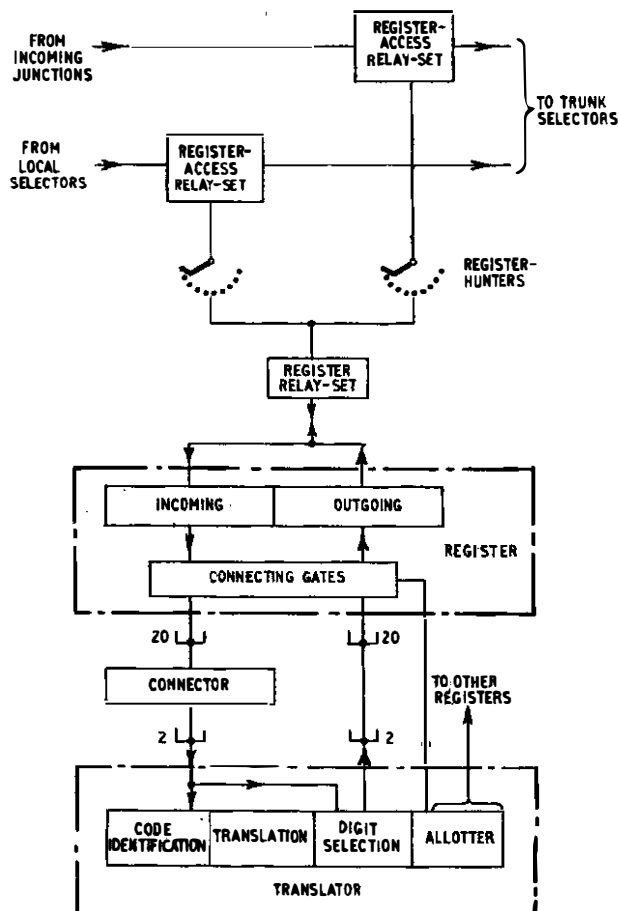 FROM
INCOMING
JUNCTIONS
REGISTER-
ACCESS
RELAY-SET
TO TRUNK
SELECTORS
FROM
LOCAL
SELECTORS
REGISTER-
ACCESS
RELAY-SET
REGISTER-
HUNTERS
REGISTER
RELAY-SET
INCOMING
OUTGOING
REGISTER
CONNECTING GATES
20
20
CONNECTOR
TO OTHER
REGISTERS
2
2
CODE
IDENTIFICATION
TRANSLATION
DIGIT
SELECTION
ALLOTTER
TRANSLATOR